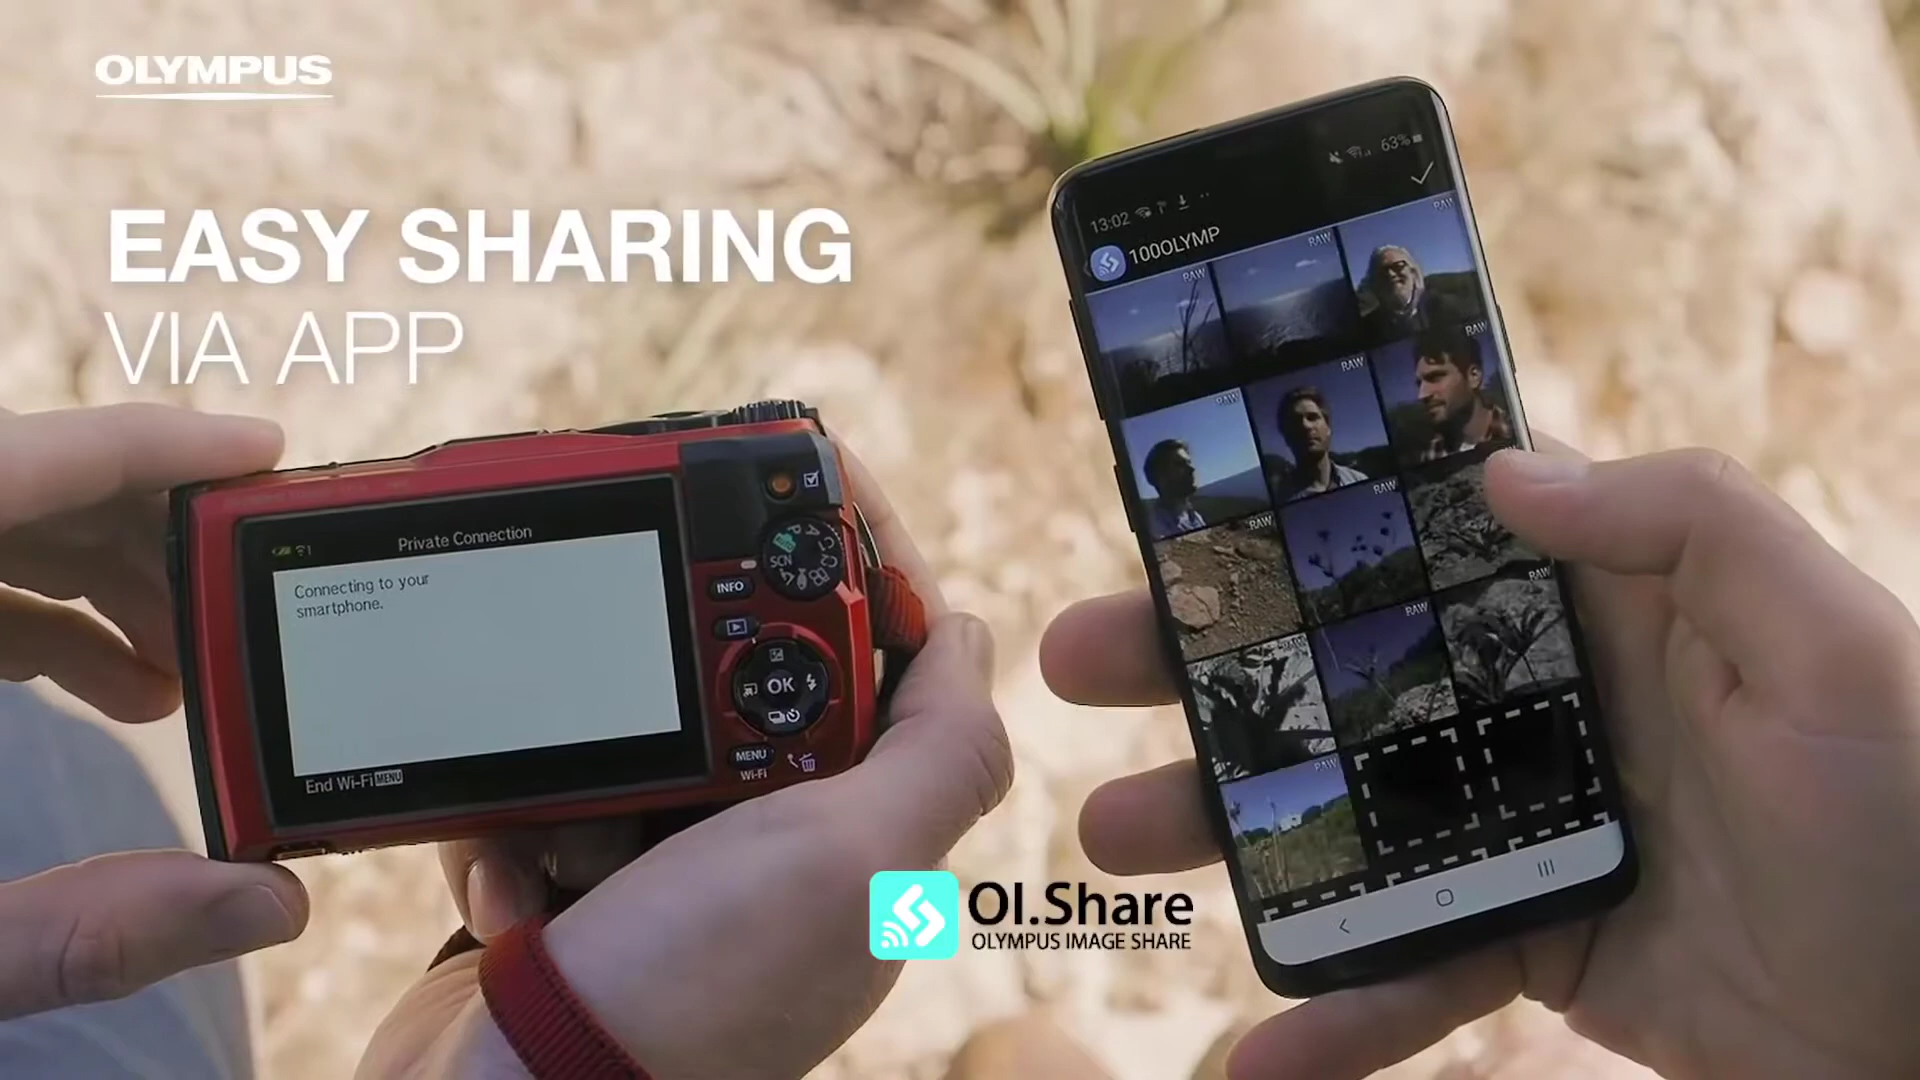 OLYMPUS
EASY SHARING
VIA APP
63%
13:02
100OLYMP
RAW
RAW
RAW
RAW
RAW
RAW
RAW
RAW
RAW
RAW
RAW
Private Connection
Connecting to your
smartphone.
End Wi-Fi MENU
SCN
INFO
OK
MENU
Wi-Fi
OI.Share
OLYMPUS IMAGE SHARE